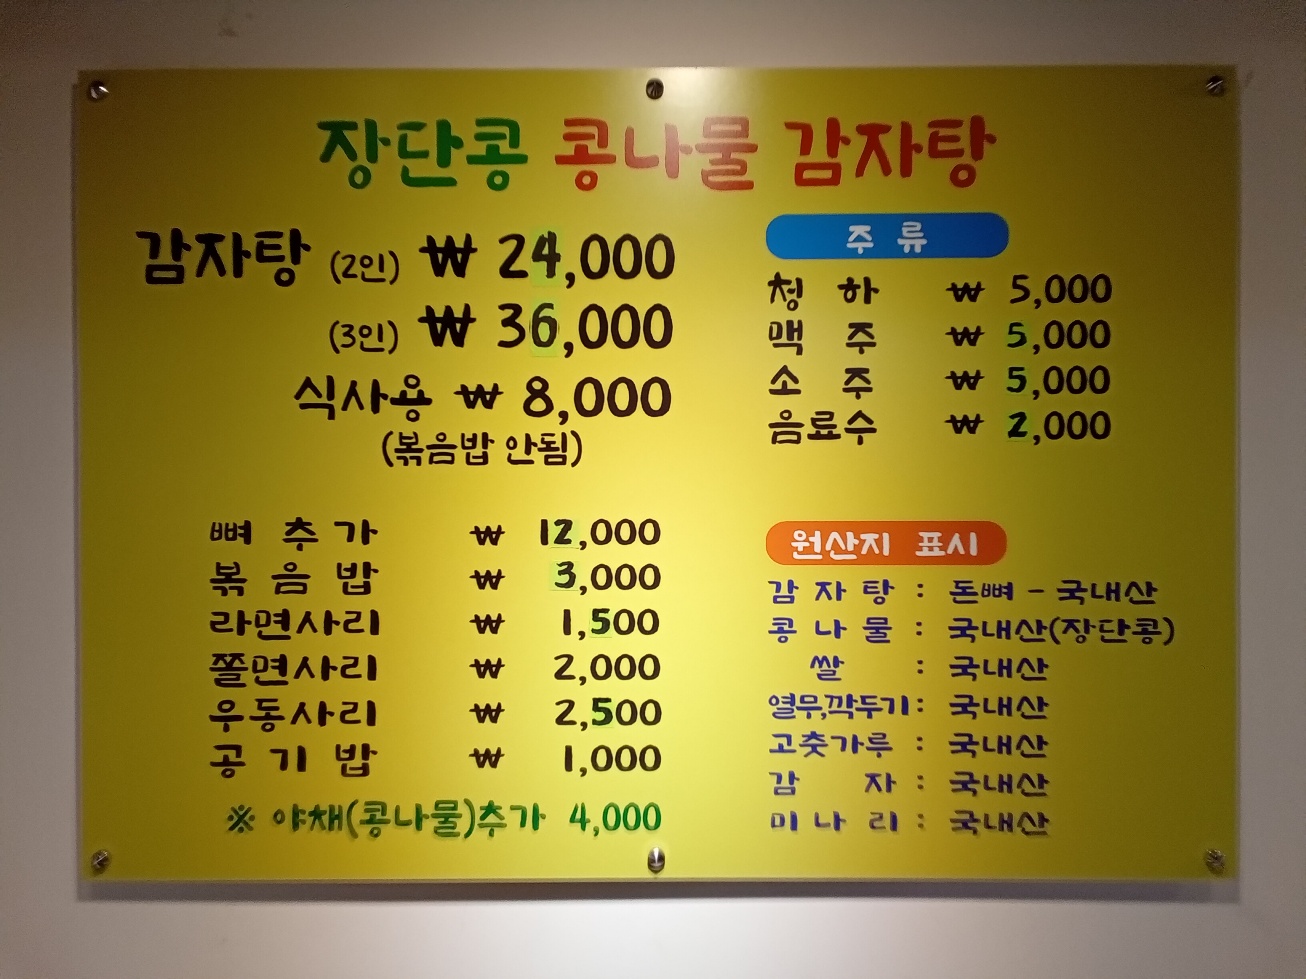 장단콩 콩나물 감자탕
감자탕 (2인) ₩ 24,000
(3인) ₩ 36,000
식사용 ₩ 8,000
(볶음밥 안됨)
뼈 추가 ₩ 12,000
볶음밥 ₩ 3,000
라면사리 ₩ 1,500
쫄면사리 ₩ 2,000
우동사리 ₩ 2,500
공기밥 ₩ 1,000
※ 야채(콩나물)추가 4,000
주류
청하 ₩ 5,000
맥주 ₩ 5,000
소주 ₩ 5,000
음료수 ₩ 2,000
원산지 표시
감자탕 : 돈뼈 - 국내산
콩나물 : 국내산(장단콩)
쌀 : 국내산
열무,깍두기 : 국내산
고춧가루 : 국내산
감자 : 국내산
미나리 : 국내산